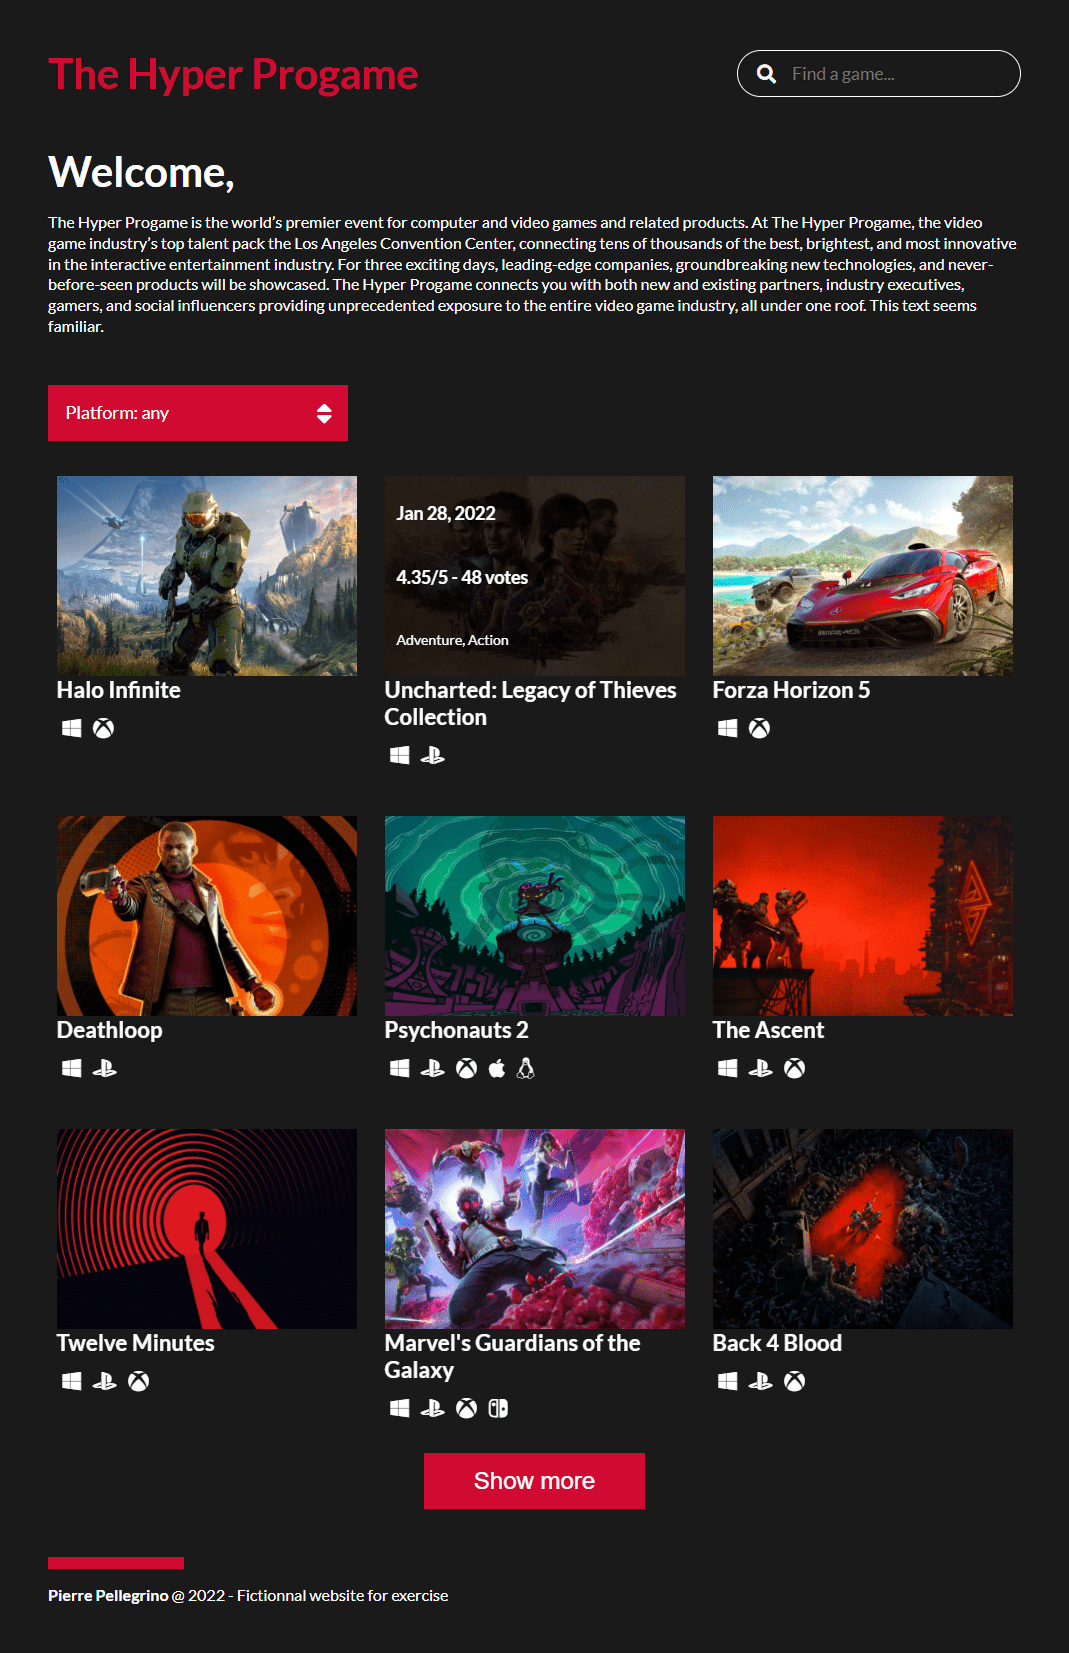 The Hyper Progame
Find a game...
Welcome,
The Hyper Progame is the world’s premier event for computer and video games and related products. At The Hyper Progame, the video
game industry’s top talent pack the Los Angeles Convention Center, connecting tens of thousands of the best, brightest, and most innovative
in the interactive entertainment industry. For three exciting days, leading-edge companies, groundbreaking new technologies, and never-
before-seen products will be showcased. The Hyper Progame connects you with both new and existing partners, industry executives,
gamers, and social influencers providing unprecedented exposure to the entire video game industry, all under one roof. This text seems
familiar.
Platform: any
Jan 28, 2022
4.35/5 - 48 votes
Adventure, Action
Halo Infinite
Uncharted: Legacy of Thieves
Collection
Forza Horizon 5
Deathloop
Psychonauts 2
The Ascent
Twelve Minutes
Marvel's Guardians of the
Galaxy
Back 4 Blood
Show more
Pierre Pellegrino @ 2022 - Fictionnal website for exercise